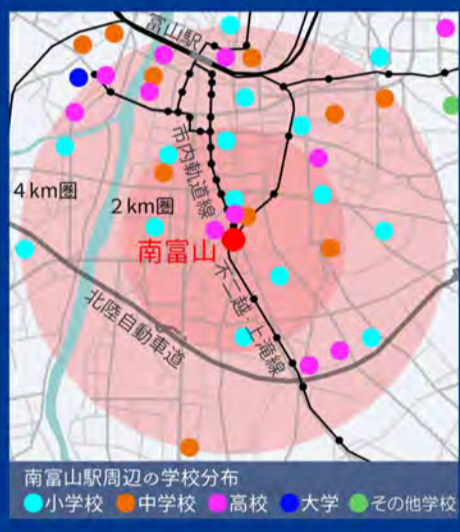 富山駅
市内軌道線
4km圏
2km圏
南富山
不二越・上滝線
北陸自動車道
南富山駅周辺の学校分布
小学校 中学校 高校 大学 その他学校